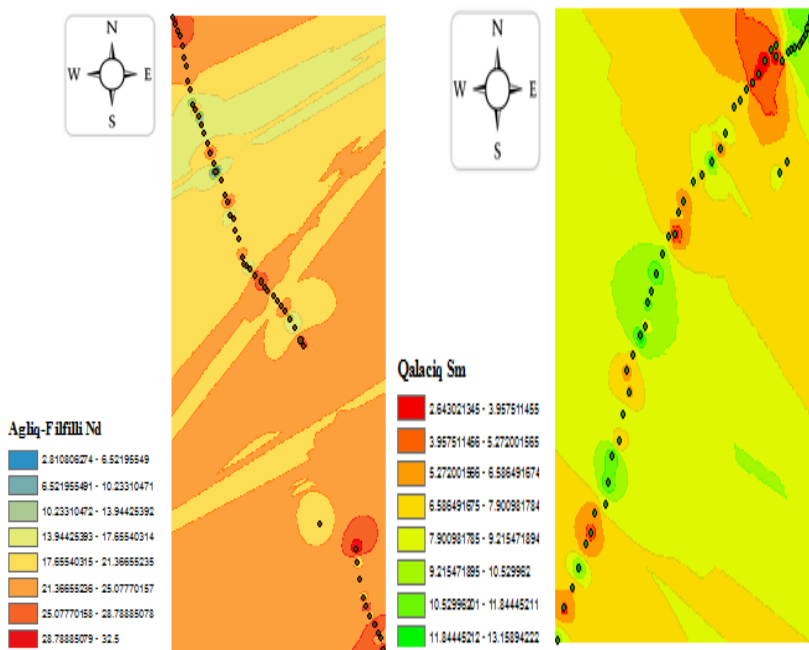 N
W E
S
Agliq-Filfilli Nd
2.810806274 - 6.52195549
6.521955491 - 10.23310471
10.23310472 - 13.94425392
13.94425393 - 17.65540314
17.65540315 - 21.36655235
21.36655236 - 25.07770157
25.07770158 - 28.78885078
28.78885079 - 32.5
N
W E
S
Qalaciq Sm
2.643021345 - 3.957511455
3.957511456 - 5.272001565
5.272001566 - 6.586491674
6.586491675 - 7.900981784
7.900981785 - 9.215471894
9.215471895 - 10.529962
10.52996201 - 11.84445211
11.84445212 - 13.15894222